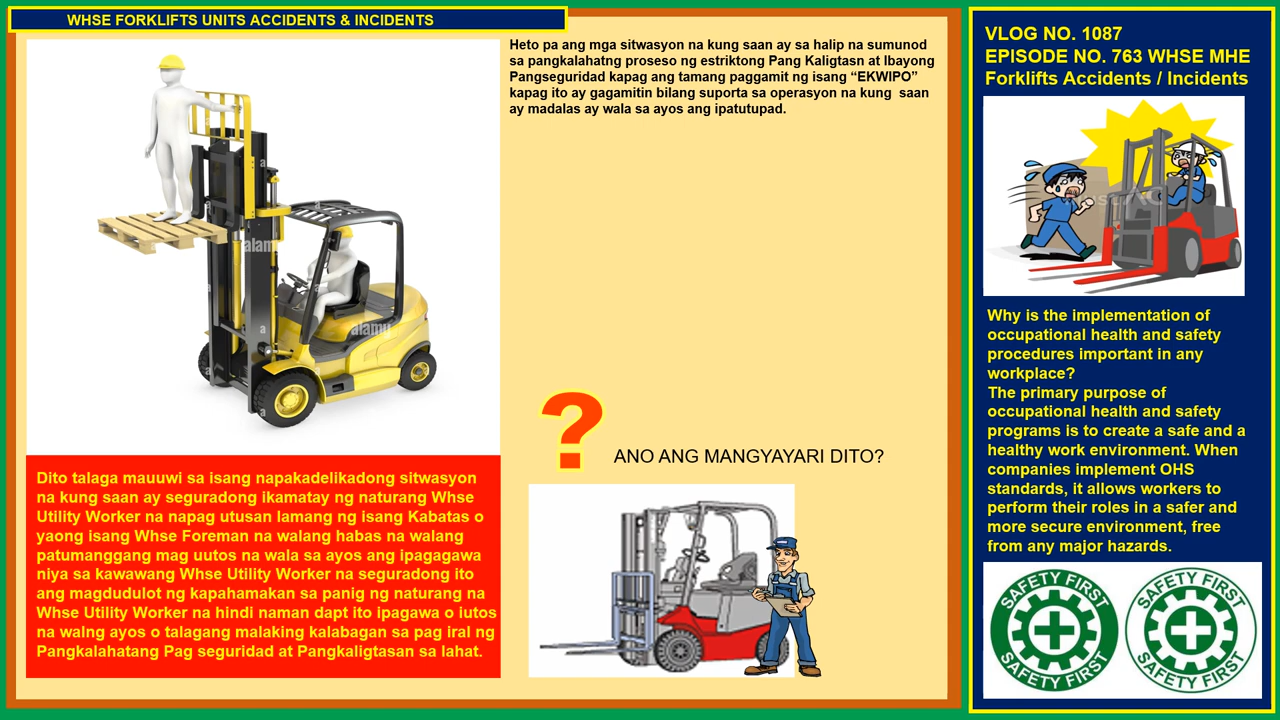 WHSE FORKLIFTS UNITS ACCIDENTS & INCIDENTS
Heto pa ang mga sitwasyon na kung saan ay sa halip na sumunod
sa pangkalahatng proseso ng estriktong Pang Kaligtasn at Ibayong
Pangseguridad kapag ang tamang paggamit ng isang “EKWIPO”
kapag ito ay gagamitin bilang suporta sa operasyon na kung saan
ay madalas ay wala sa ayos ang ipatutupad.
alamy
alamy
a
a
a
a
a
Dito talaga mauuwi sa isang napakadelikadong sitwasyon
na kung saan ay seguradong ikamatay ng naturang Whse
Utility Worker na napag utusan lamang ng isang Kabatas o
yaong isang Whse Foreman na walang habas na walang
patumanggang mag uutos na wala sa ayos ang ipagagawa
niya sa kawawang Whse Utility Worker na seguradong ito
ang magdudulot ng kapahamakan sa panig ng naturang na
Whse Utility Worker na hindi naman dapt ito ipagawa o iutos
na walng ayos o talagang malaking kalabagan sa pag iral ng
Pangkalahatang Pag seguridad at Pangkaligtasan sa lahat.
?
ANO ANG MANGYAYARI DITO?
VLOG NO. 1087
EPISODE NO. 763 WHSE MHE
Forklifts Accidents / Incidents
Why is the implementation of
occupational health and safety
procedures important in any
workplace?
The primary purpose of
occupational health and safety
programs is to create a safe and a
healthy work environment. When
companies implement OHS
standards, it allows workers to
perform their roles in a safer and
more secure environment, free
from any major hazards.
SAFETY FIRST
SAFETY FIRST
SAFETY FIRST
SAFETY FIRST